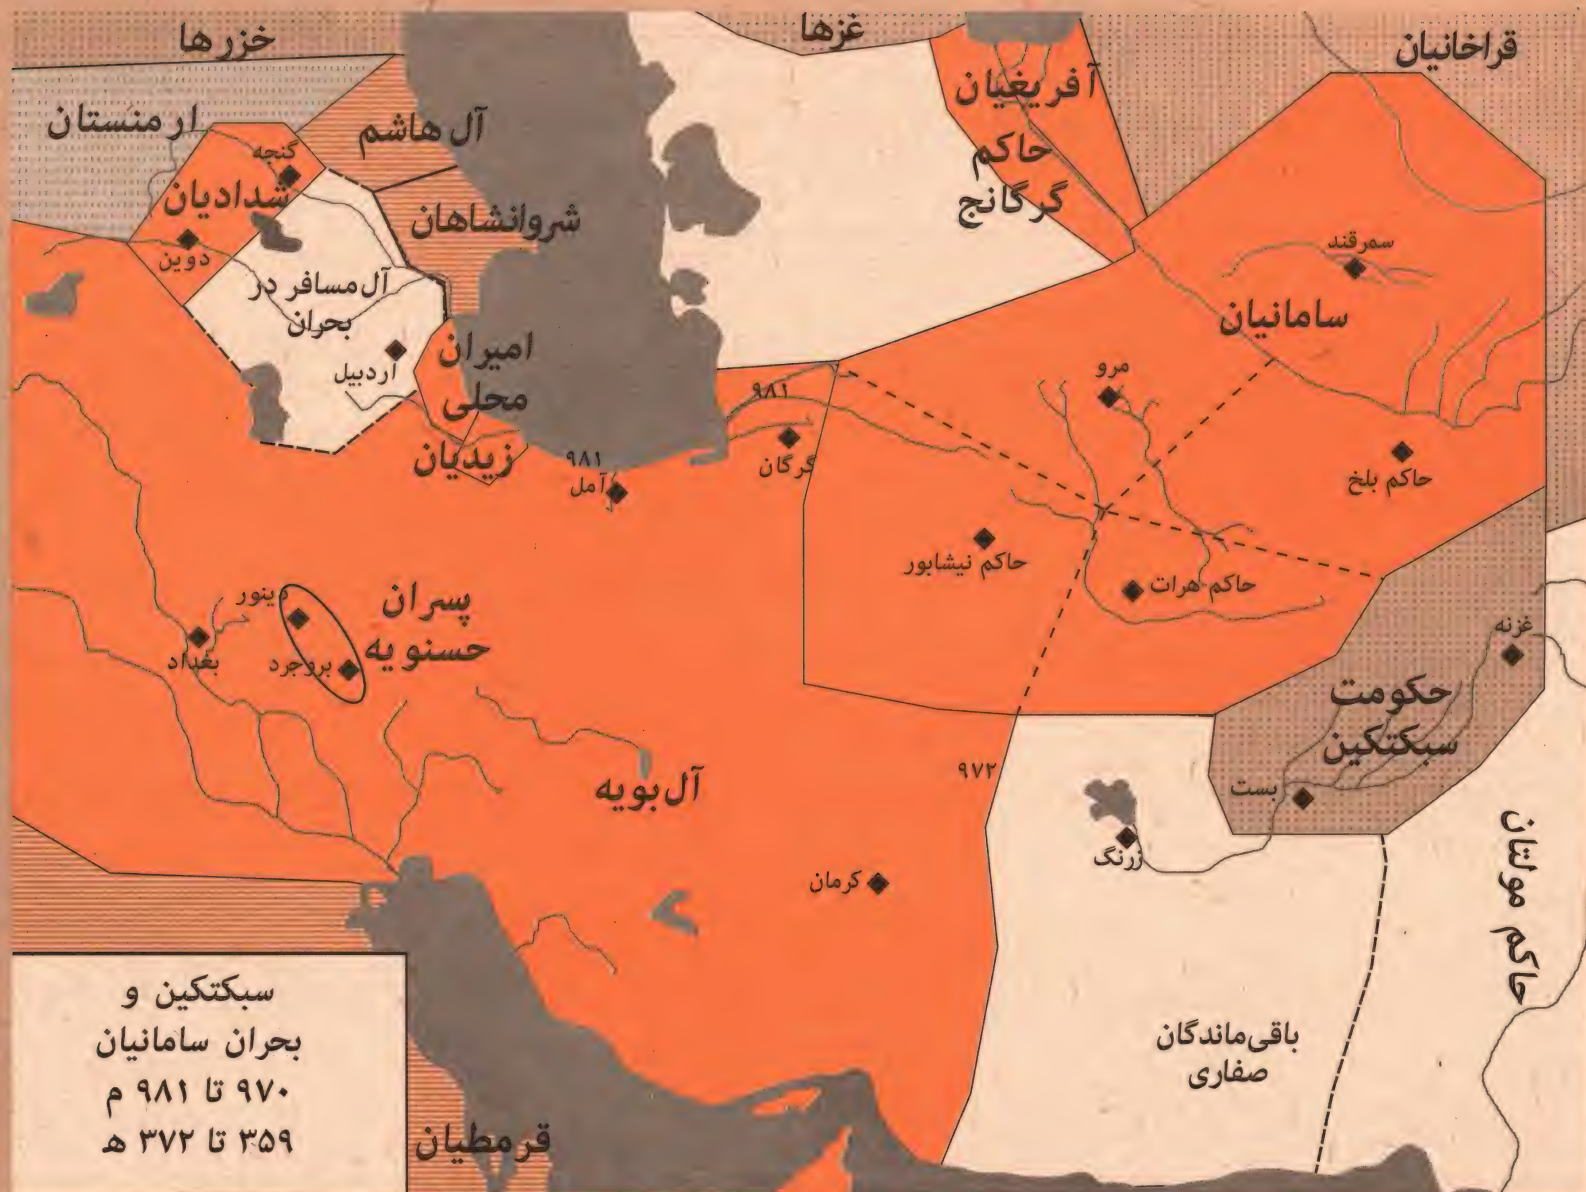 خزرها
غزها
قراخانیان
آفریغیان
حاکم
گرگانج
ارمنستان
آل هاشم
گنجه
شدادیان
شروانشاهان
دوین
سمرقند
آل مسافر در
بحران
سامانیان
اردبیل
امیران
محلی
زیدیان
مرو
۹۸۱
۹۸۱
آمل
گرگان
حاکم بلخ
حاکم نیشابور
حاکم هرات
دینور
پسران
حسنویه
بغداد
بروجرد
غزنه
حکومت
سبکتکین
بست
آل بویه
۹۷۲
زرنگ
کرمان
حاکم مولتان
باقی‌ماندگان
صفاری
قرمطیان
سبکتکین و
بحران سامانیان
۹۷۰ تا ۹۸۱ م
۳۵۹ تا ۳۷۲ ه